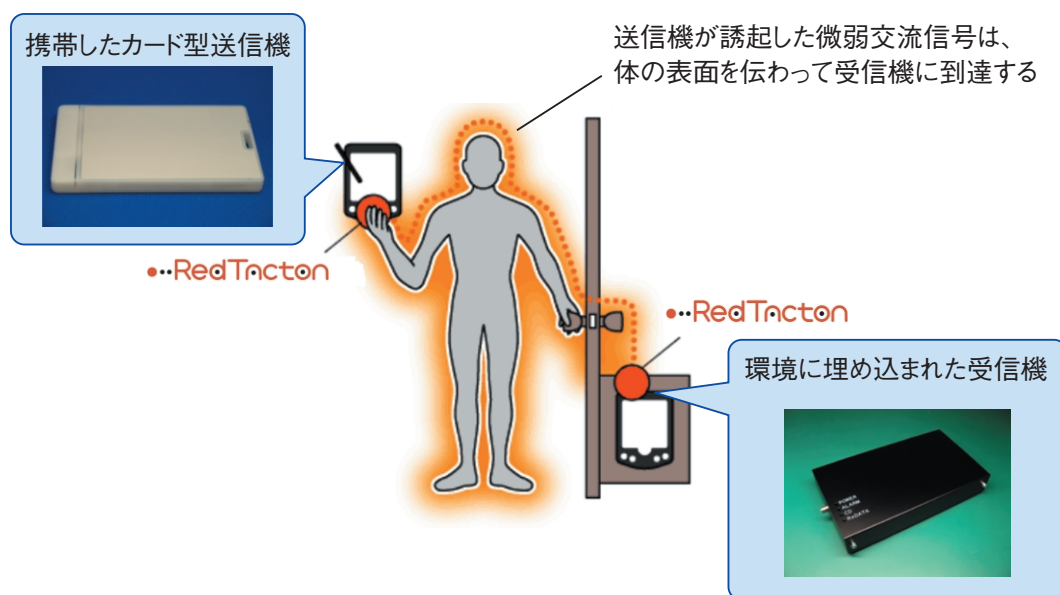 携帯したカード型送信機
送信機が誘起した微弱交流信号は、
体の表面を伝わって受信機に到達する
RedTacton
RedTacton
環境に埋め込まれた受信機
POWER
ALARM
CD
RxDATA